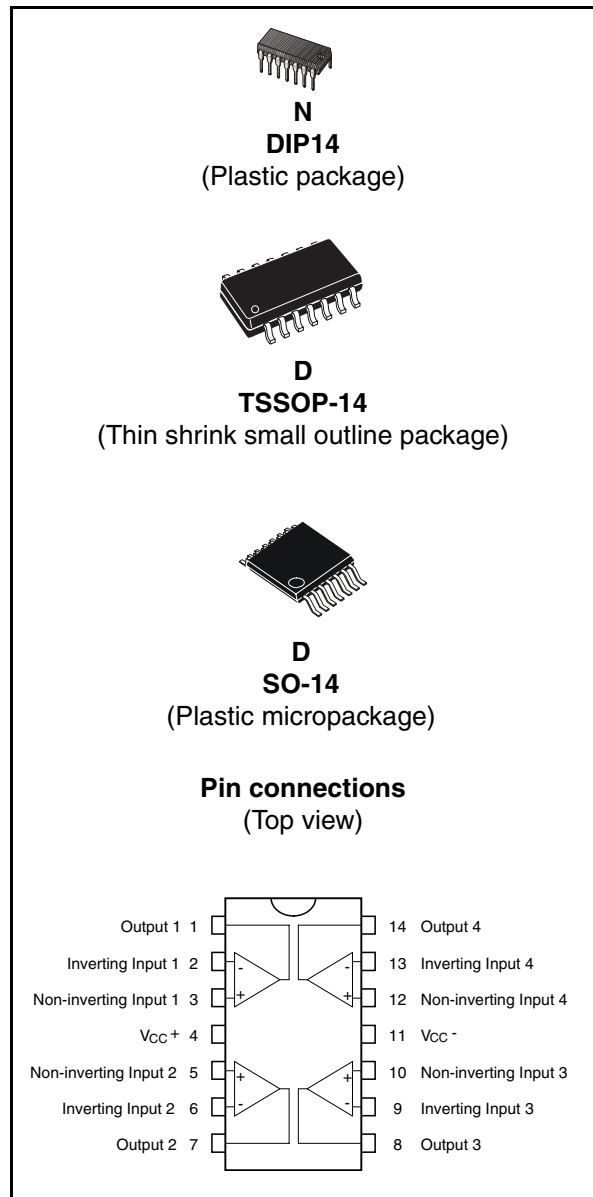 N
DIP14
(Plastic package)
D
TSSOP-14
(Thin shrink small outline package)
D
SO-14
(Plastic micropackage)
Pin connections
(Top view)
Output 1 1 14 Output 4
Inverting Input 1 2 - - 13 Inverting Input 4
Non-inverting Input 1 3 + + 12 Non-inverting Input 4
VCC + 4 11 VCC -
Non-inverting Input 2 5 + + 10 Non-inverting Input 3
Inverting Input 2 6 - - 9 Inverting Input 3
Output 2 7 8 Output 3